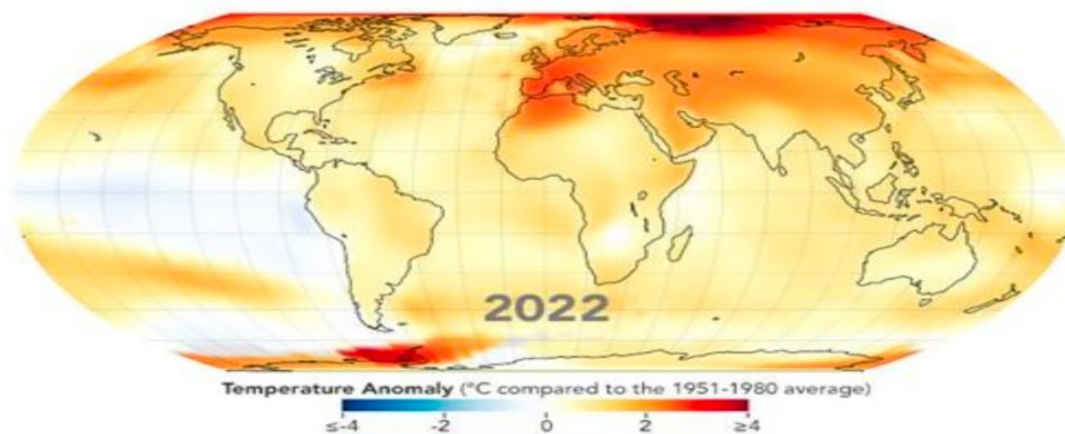 2022
Temperature Anomaly (°C compared to the 1951-1980 average)
≤-4 -2 0 2 ≥4